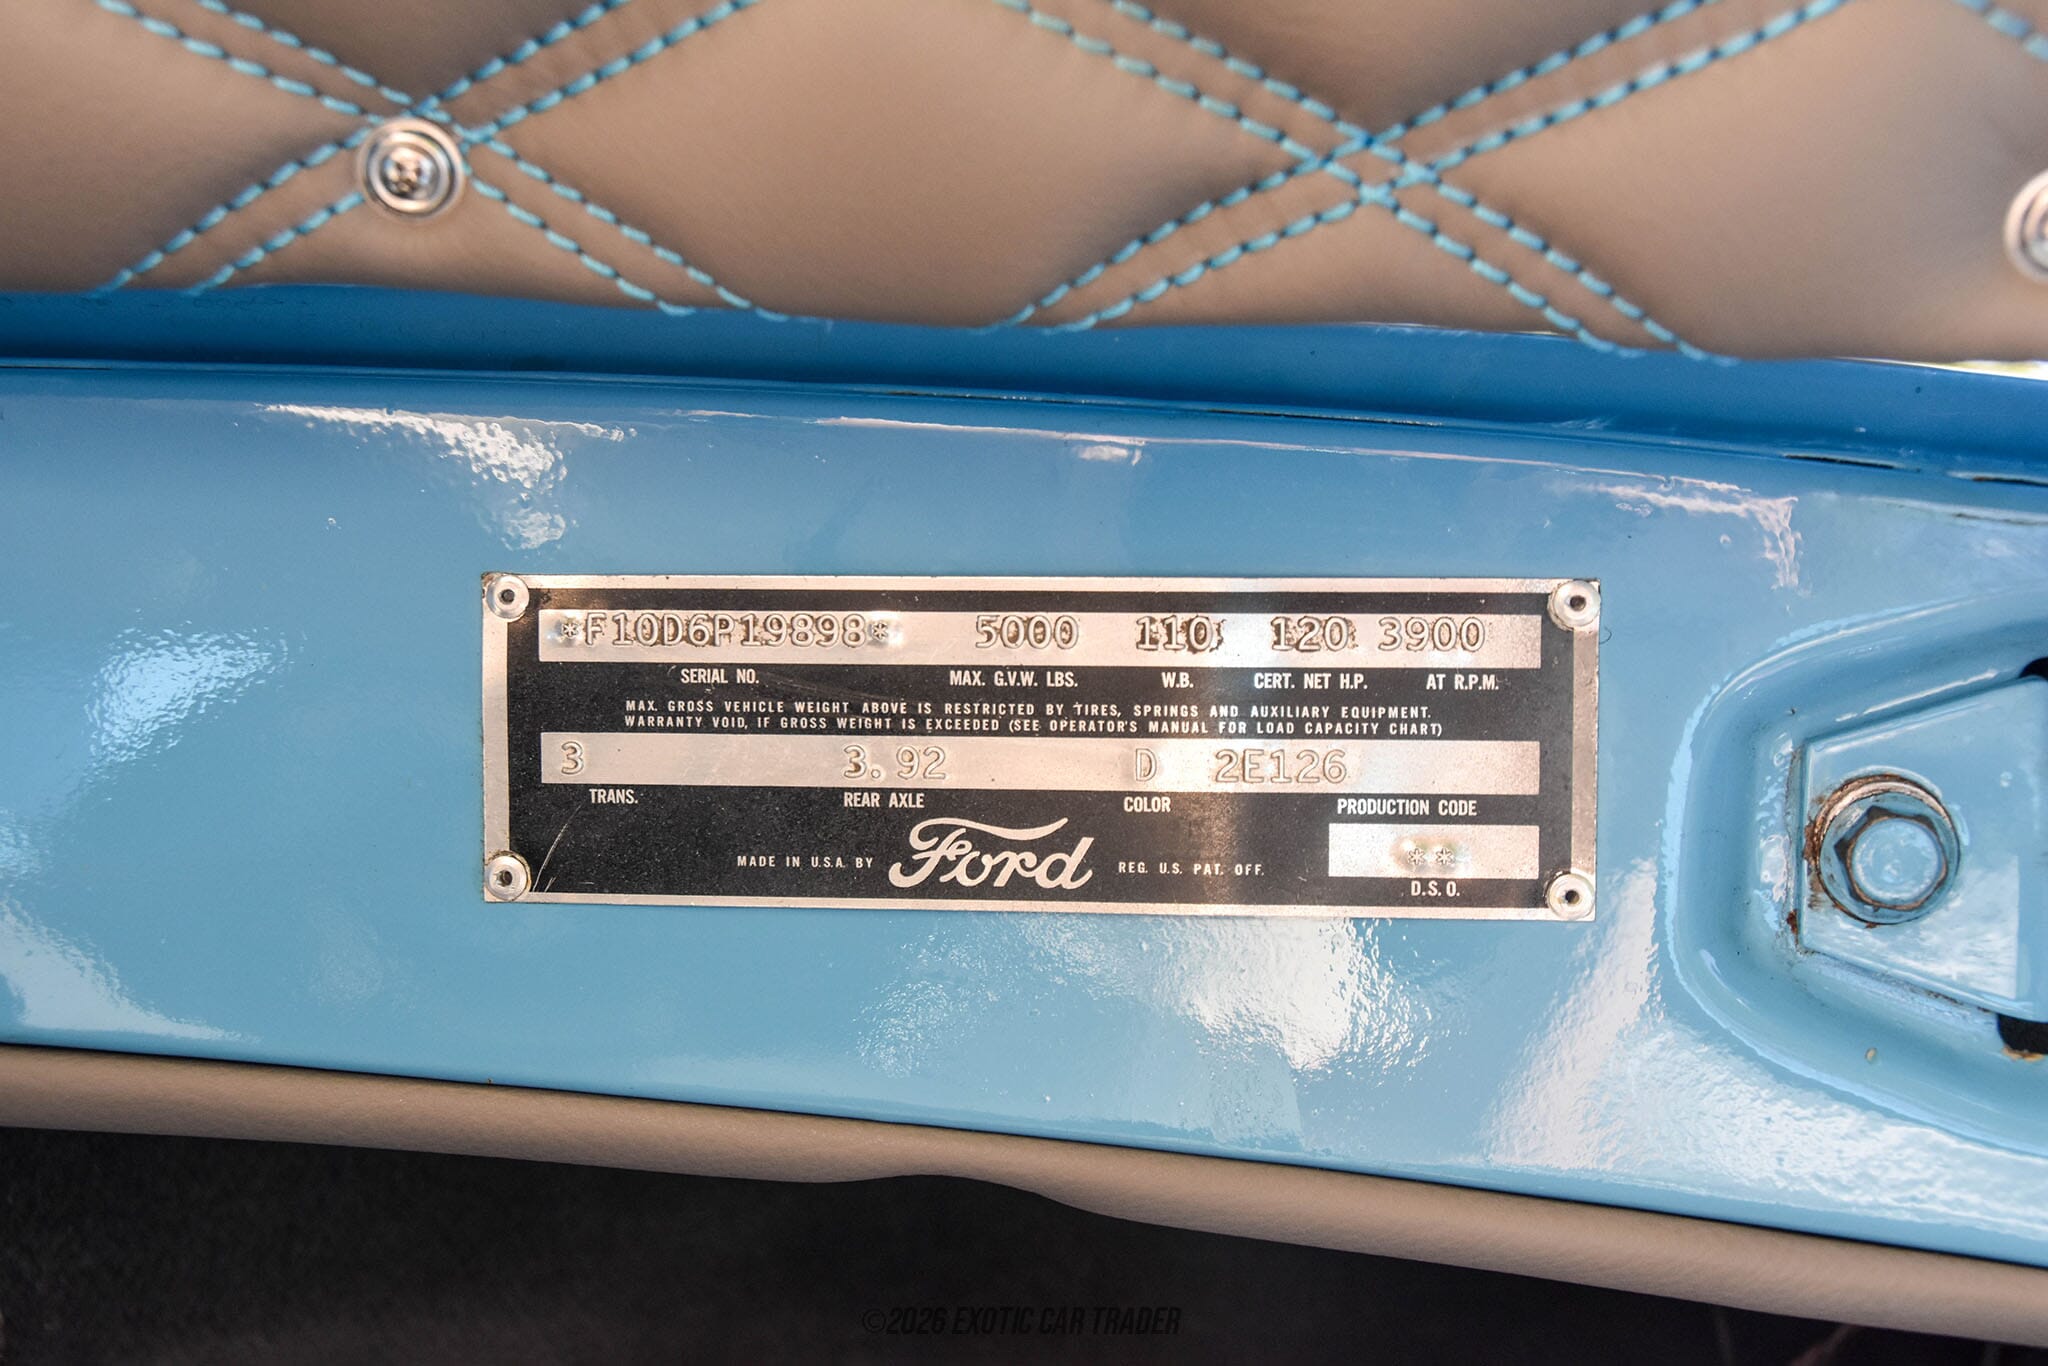 *F10D6P19898* 5000 110 120 3900
SERIAL NO. MAX. G.V.W. LBS. W.B. CERT. NET H.P. AT R.P.M.
MAX. GROSS VEHICLE WEIGHT ABOVE IS RESTRICTED BY TIRES, SPRINGS AND AUXILIARY EQUIPMENT.
WARRANTY VOID, IF GROSS WEIGHT IS EXCEEDED (SEE OPERATOR'S MANUAL FOR LOAD CAPACITY CHART)
3 3.92 D 2E126
TRANS. REAR AXLE COLOR PRODUCTION CODE
MADE IN U.S.A. BY Ford REG. U.S. PAT. OFF. **
D.S.O.
©2026 EXOTIC CAR TRADER